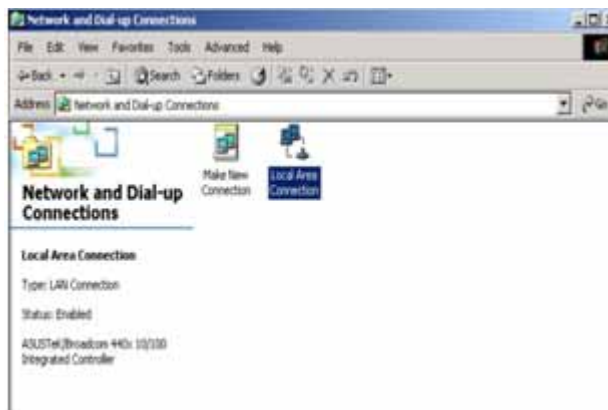 Network and Dial-up Connections
File Edit View Favorites Tools Advanced Help
Back Search Folders
Address Network and Dial-up Connections
Make New Connection
Local Area Connection
Network and Dial-up
Connections
Local Area Connection
Type: LAN Connection
Status: Enabled
ASUSTeK/Broadcom 440x 10/100
Integrated Controller